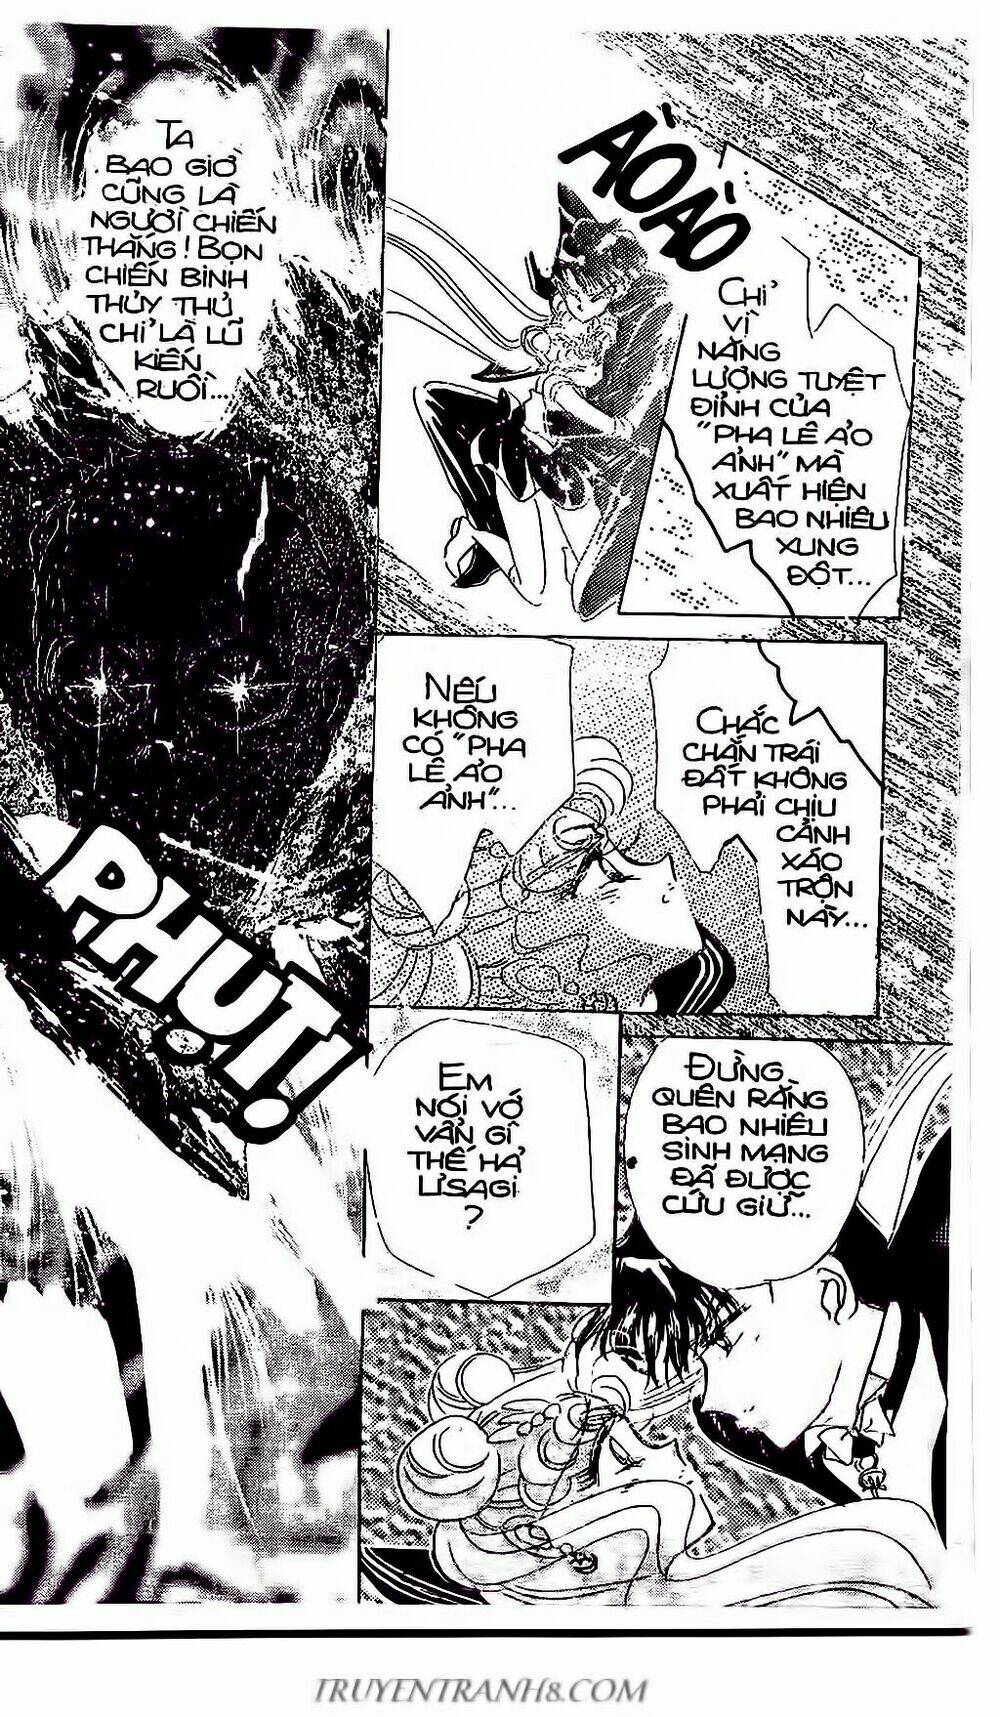 ÀO ÀO
CHỈ
VÌ
NĂNG
LƯỢNG TUYỆT
ĐỈNH CỦA
"PHA LÊ ẢO
ẢNH" MÀ
XUẤT HIỆN
BAO NHIÊU
XUNG
ĐỘT...
CHẮC
CHẮN TRÁI
ĐẤT KHÔNG
PHẢI CHỊU
CẢNH
XÁO
TRỘN
NÀY...
NẾU
KHÔNG
CÓ "PHA
LÊ ẢO
ẢNH"...
ĐỪNG
QUÊN RẰNG
BAO NHIÊU
SINH MẠNG
ĐÃ ĐƯỢC
CỨU GIỮ...
EM
NÓI VỚ
VẨN GÌ
THẾ HẢ
USAGI
?
TA
BAO GIỜ
CŨNG LÀ
NGƯỜI CHIẾN
THẮNG! BỌN
CHIẾN BINH
THỦY THỦ
CHỈ LÀ LŨ
KIẾN
RUỒI...
PHỤT!
TRUYENTRANH8.COM